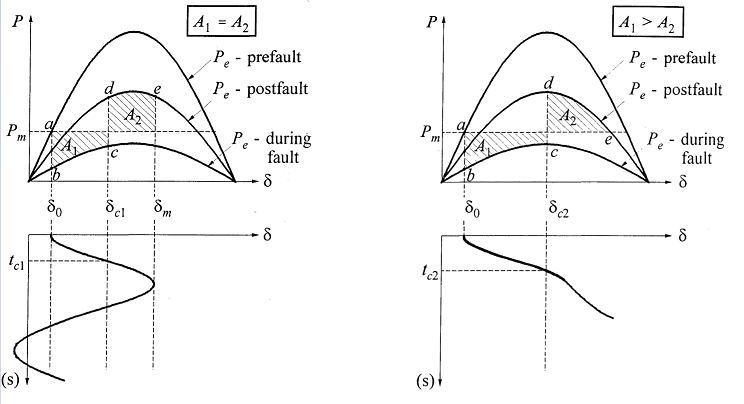 P
A₁ = A₂
Pₑ - prefault
d
e
Pₑ - postfault
A₂
Pₘ
a
A₁
c
Pₑ - during
fault
b
δ
δ₀
δc1
δm
δ
tc1
(s)
P
A₁ > A₂
Pₑ - prefault
d
Pₑ - postfault
A₂
Pₘ
a
e
A₁
c
Pₑ - during
fault
b
δ
δ₀
δc2
δ
tc2
(s)